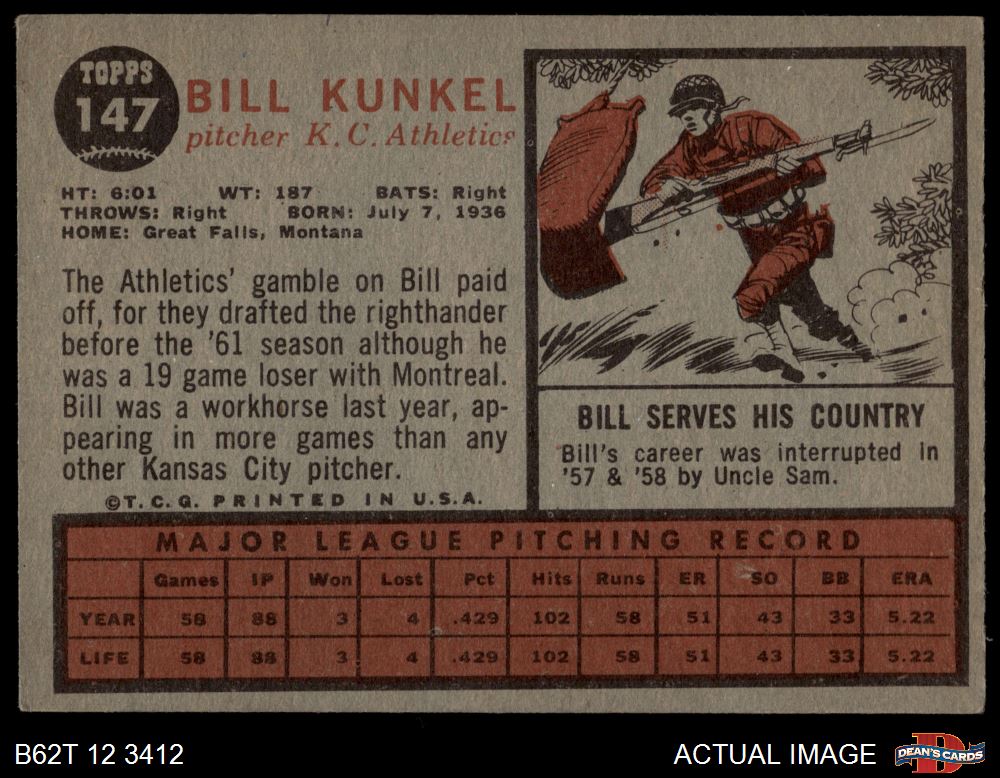 TOPPS
147
BILL KUNKEL
pitcher K. C. Athletics
HT: 6:01 WT: 187 BATS: Right
THROWS: Right BORN: July 7, 1936
HOME: Great Falls, Montana
The Athletics' gamble on Bill paid
off, for they drafted the righthander
before the '61 season although he
was a 19 game loser with Montreal.
Bill was a workhorse last year, ap-
pearing in more games than any
other Kansas City pitcher.
©T. C. G. PRINTED IN U. S. A.
BILL SERVES HIS COUNTRY
Bill's career was interrupted in
'57 & '58 by Uncle Sam.
MAJOR LEAGUE PITCHING RECORD
Games IP Won Lost Pct Hits Runs ER SO BB ERA
YEAR 58 88 3 4 .429 102 58 51 43 33 5.22
LIFE 58 88 3 4 .429 102 58 51 43 33 5.22
B62T 12 3412
ACTUAL IMAGE
DEAN'S CARDS